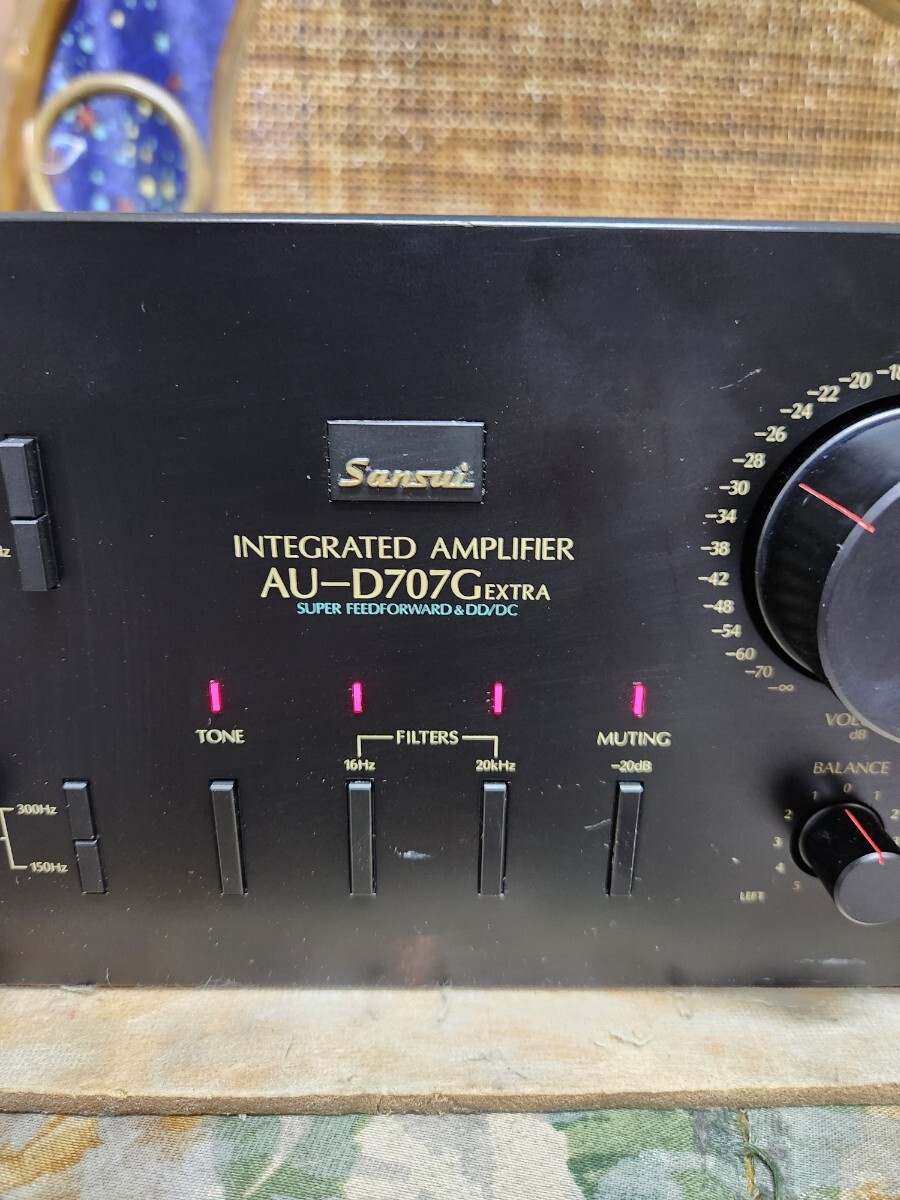 Sansui
INTEGRATED AMPLIFIER
AU-D707G EXTRA
SUPER FEEDFORWARD & DD/DC
TONE
FILTERS
16Hz
20kHz
MUTING
-20dB
300Hz
150Hz
-18
-20
-22
-24
-26
-28
-30
-34
-38
-42
-48
-54
-60
-70
-∞
dB
BALANCE
1 0 1
2 2
3
4
5
LEFT